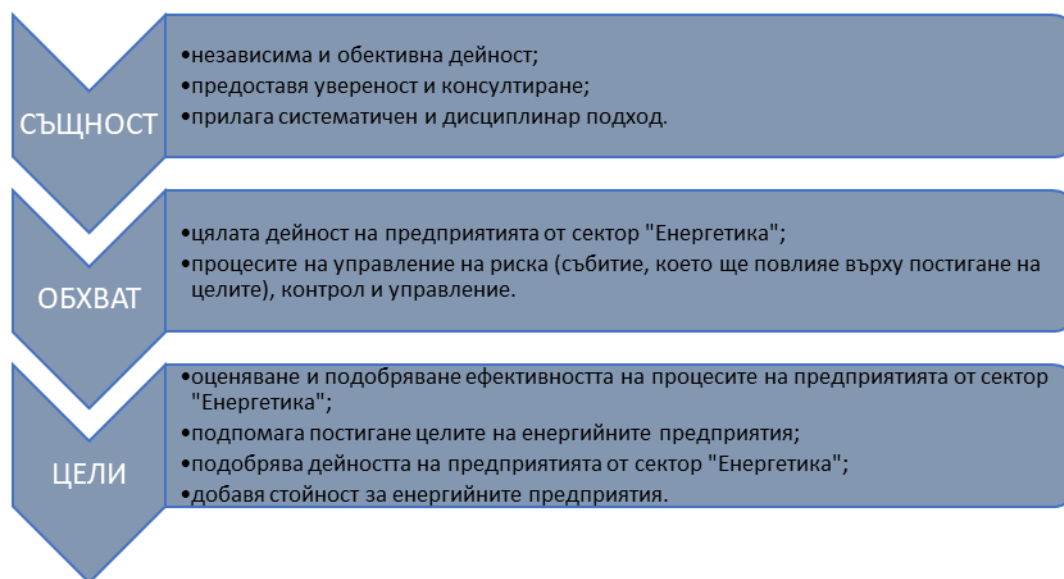 СЪЩНОСТ
•независима и обективна дейност;
•предоставя увереност и консултиране;
•прилага систематичен и дисциплинар подход.
ОБХВАТ
•цялата дейност на предприятията от сектор "Енергетика";
•процесите на управление на риска (събитие, което ще повлияе върху постигане на
целите), контрол и управление.
ЦЕЛИ
•оценяване и подобряване ефективността на процесите на предприятията от сектор
"Енергетика";
•подпомага постигане целите на енергийните предприятия;
•подобрява дейността на предприятията от сектор "Енергетика";
•добавя стойност за енергийните предприятия.